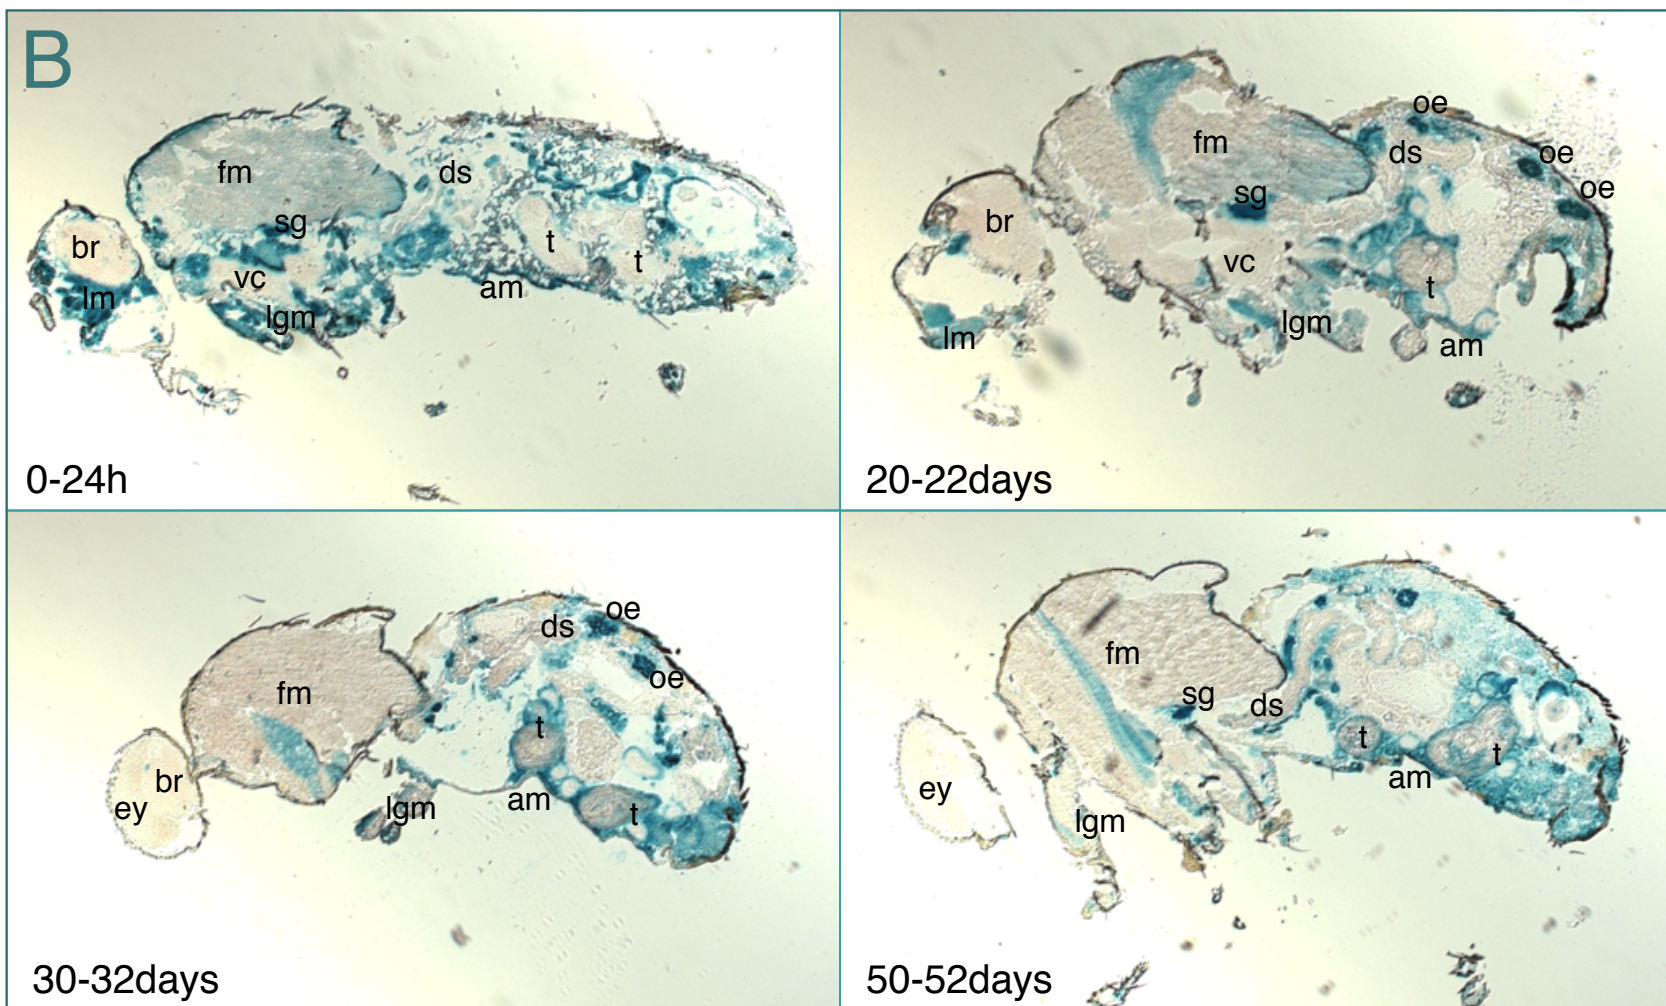 B
fm
ds
sg
br
t
t
vc
lm
lgm
am
0-24h
oe
fm
ds
oe
sg
oe
br
vc
t
lgm
lm
am
20-22days
oe
ds
oe
fm
t
br
ey
am
lgm
t
30-32days
fm
sg
ds
t
t
ey
am
lgm
50-52days